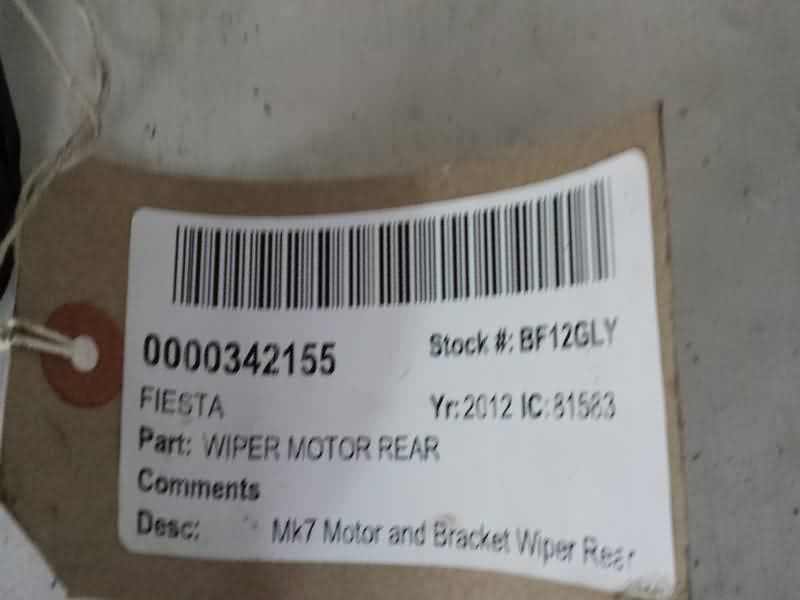 0000342155 Stock #: BF12GLY
FIESTA Yr: 2012 IC: 81583
Part: WIPER MOTOR REAR
Comments
Desc: Mk7 Motor and Bracket Wiper Rear